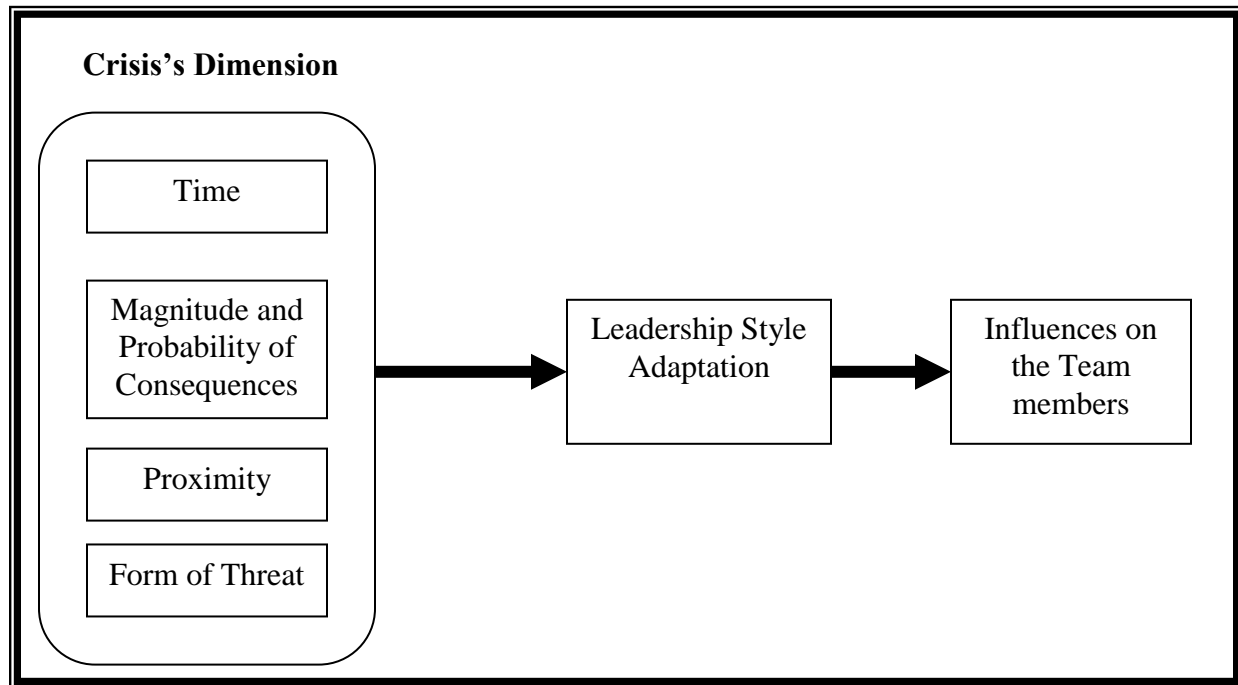 Crisis’s Dimension
Time
Magnitude and
Probability of
Consequences
Proximity
Form of Threat
Leadership Style
Adaptation
Influences on
the Team
members